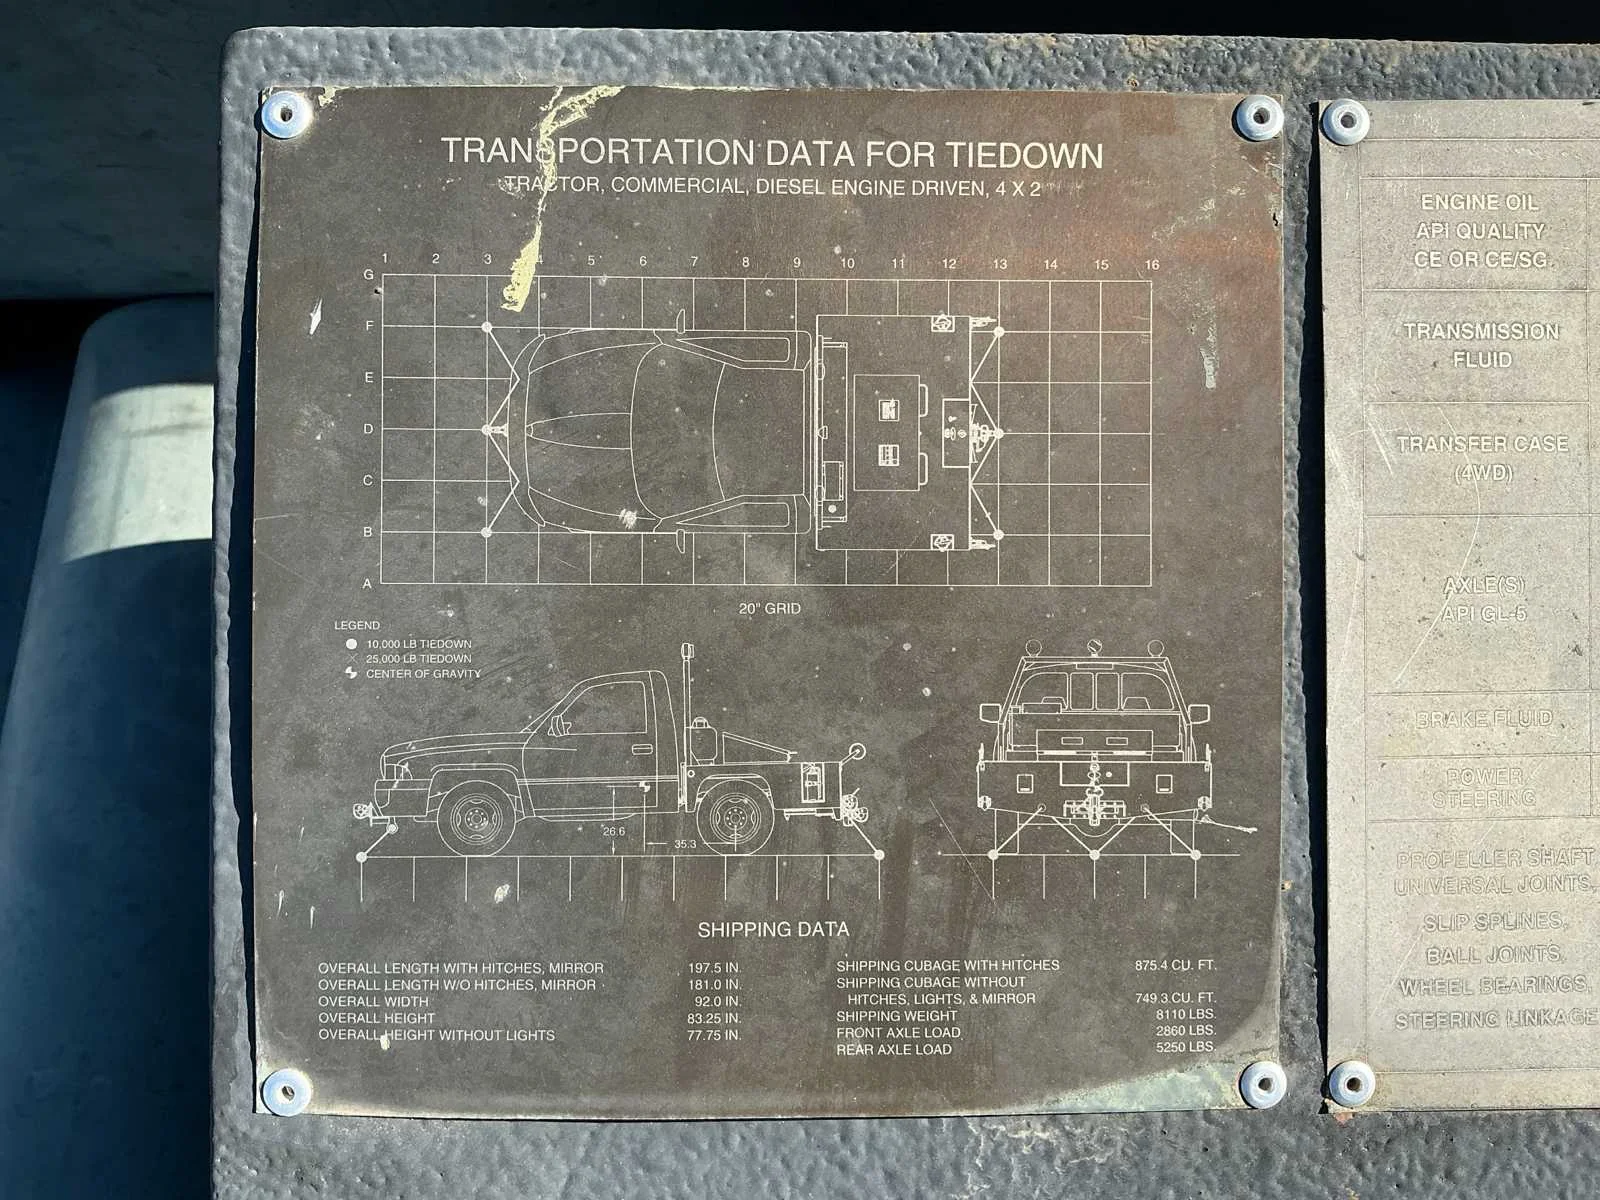 TRANSPORTATION DATA FOR TIEDOWN
TRACTOR, COMMERCIAL, DIESEL ENGINE DRIVEN, 4 X 2
1 2 3 4 5 6 7 8 9 10 11 12 13 14 15 16
G
F
E
D
C
B
A
20" GRID
LEGEND
10,000 LB TIEDOWN
25,000 LB TIEDOWN
CENTER OF GRAVITY
26.6
35.3
SHIPPING DATA
OVERALL LENGTH WITH HITCHES, MIRROR 197.5 IN.
OVERALL LENGTH W/O HITCHES, MIRROR 181.0 IN.
OVERALL WIDTH 92.0 IN.
OVERALL HEIGHT 83.25 IN.
OVERALL HEIGHT WITHOUT LIGHTS 77.75 IN.
SHIPPING CUBAGE WITH HITCHES 875.4 CU. FT.
SHIPPING CUBAGE WITHOUT
HITCHES, LIGHTS, & MIRROR 749.3 CU. FT.
SHIPPING WEIGHT 8110 LBS.
FRONT AXLE LOAD 2860 LBS.
REAR AXLE LOAD 5250 LBS.
ENGINE OIL
API QUALITY
CE OR CE/SG
TRANSMISSION
FLUID
TRANSFER CASE
(4WD)
AXLE(S)
API GL-5
BRAKE FLUID
POWER
STEERING
PROPELLER SHAFT
UNIVERSAL JOINTS,
SLIP SPLINES,
BALL JOINTS,
WHEEL BEARINGS,
STEERING LINKAGE